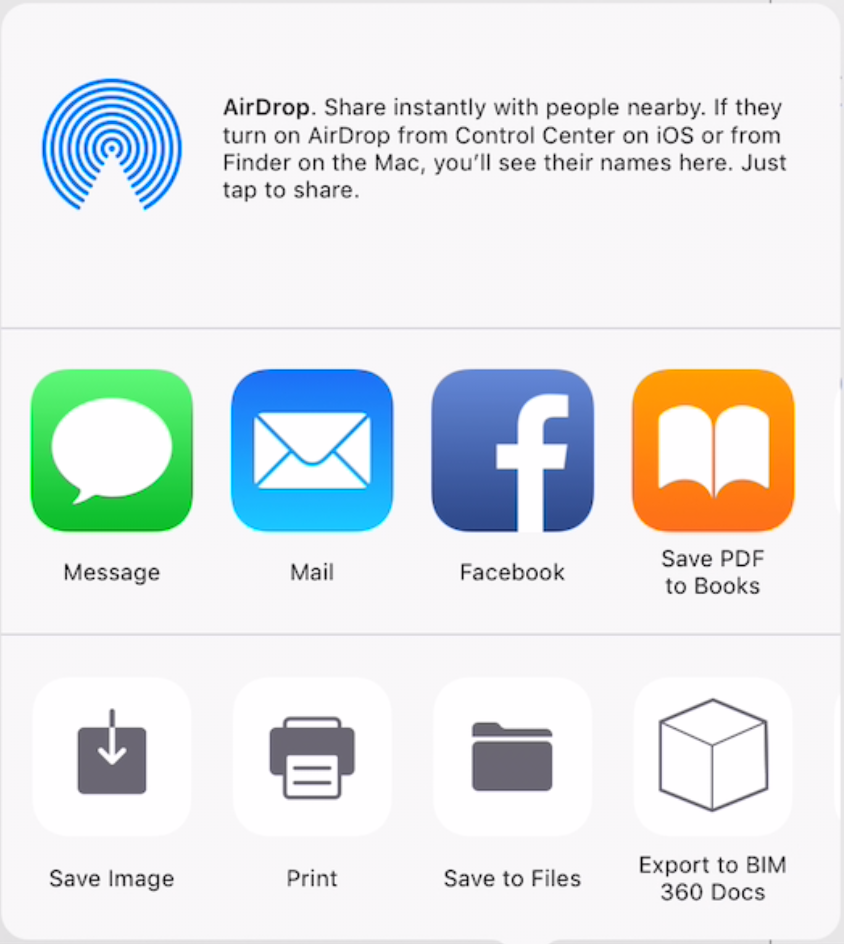 AirDrop. Share instantly with people nearby. If they
turn on AirDrop from Control Center on iOS or from
Finder on the Mac, you’ll see their names here. Just
tap to share.
Message
Mail
Facebook
Save PDF
to Books
Save Image
Print
Save to Files
Export to BIM
360 Docs